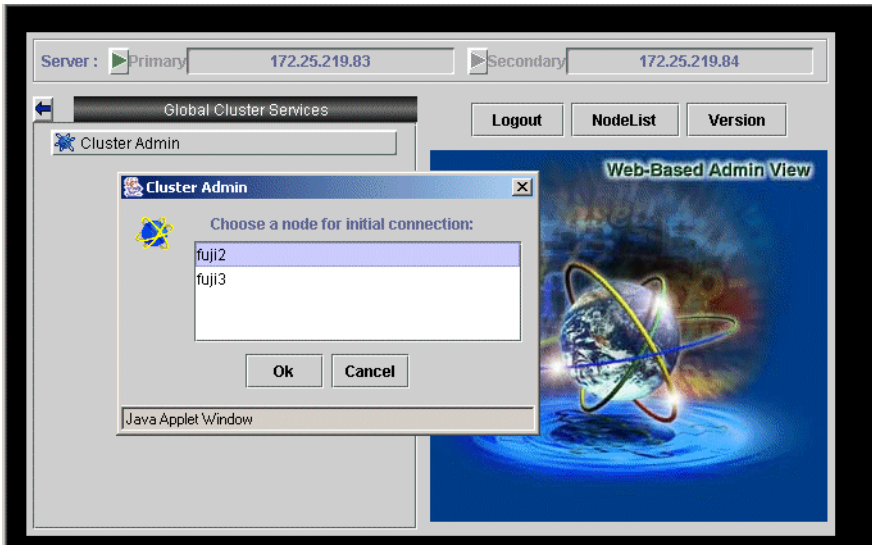 Server : Primary 172.25.219.83 Secondary 172.25.219.84
Global Cluster Services
Cluster Admin
Logout NodeList Version
Web-Based Admin View
Cluster Admin
Choose a node for initial connection:
fuji2
fuji3
Ok Cancel
Java Applet Window